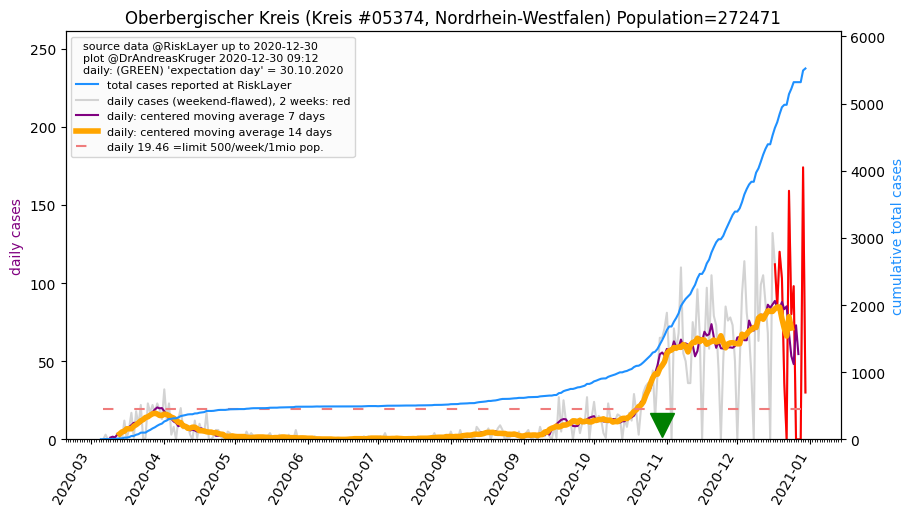 Oberbergischer Kreis (Kreis #05374, Nordrhein-Westfalen) Population=272471
source data @RiskLayer up to 2020-12-30
plot @DrAndreasKruger 2020-12-30 09:12
daily: (GREEN) 'expectation day' = 30.10.2020
total cases reported at RiskLayer
daily cases (weekend-flawed), 2 weeks: red
daily: centered moving average 7 days
daily: centered moving average 14 days
daily 19.46 =limit 500/week/1mio pop.
daily cases
250
200
150
100
50
0
cumulative total cases
6000
5000
4000
3000
2000
1000
0
2020-03
2020-04
2020-05
2020-06
2020-07
2020-08
2020-09
2020-10
2020-11
2020-12
2021-01